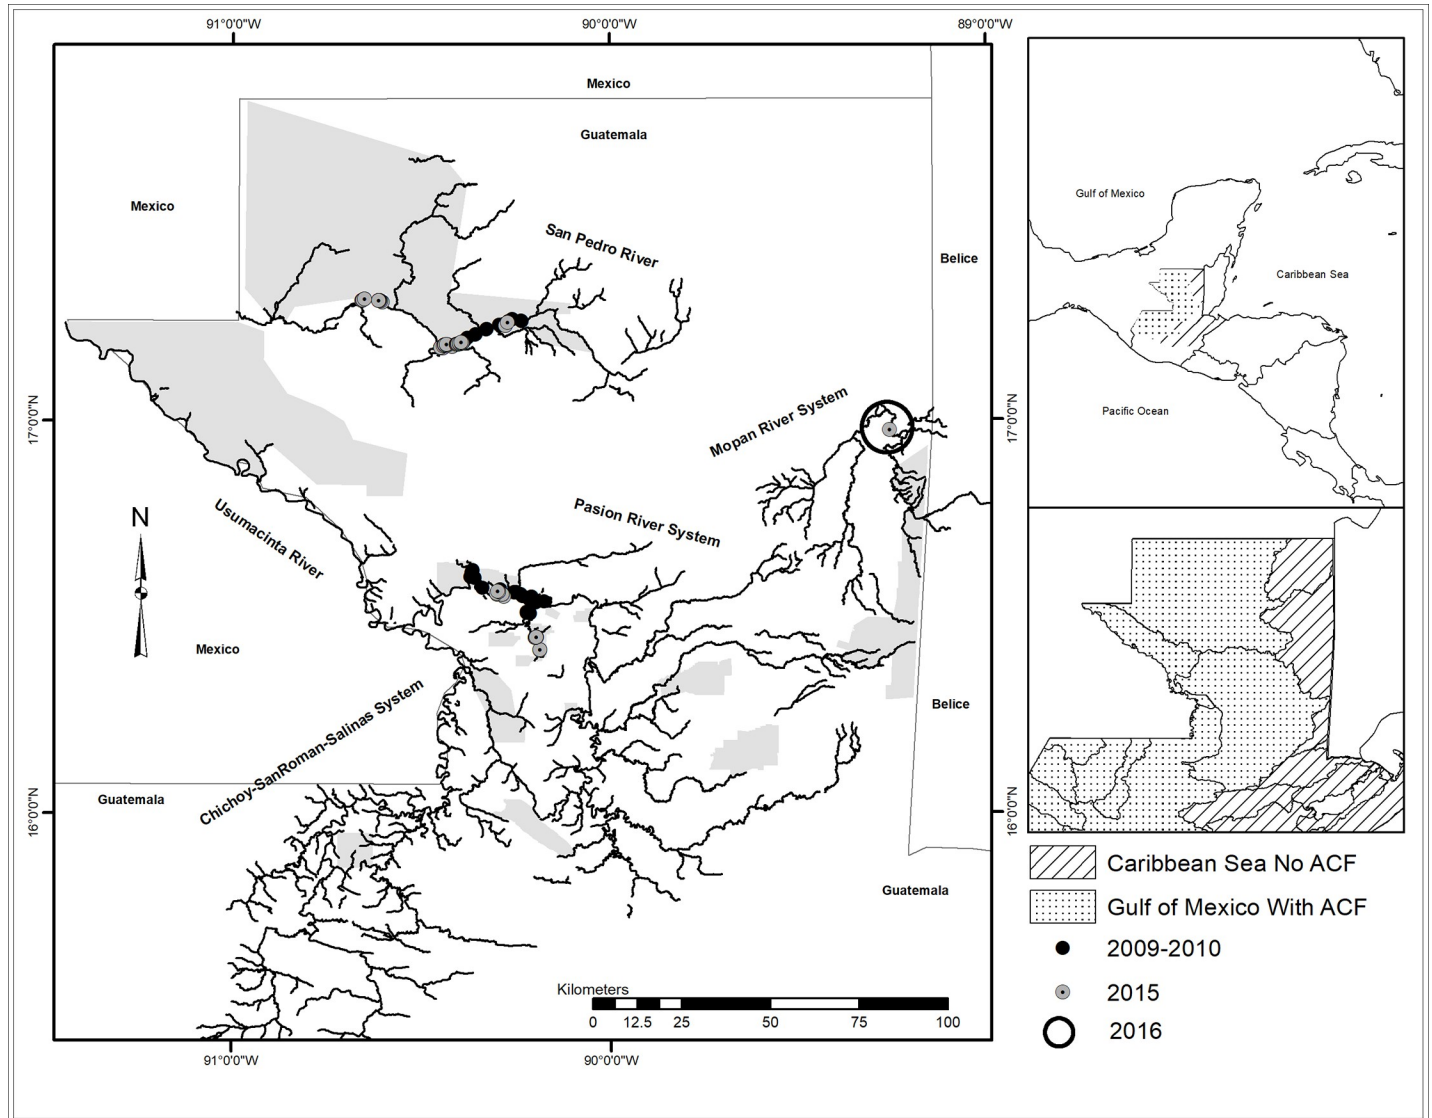 91°0'0"W
90°0'0"W
89°0'0"W
Mexico
Guatemala
Mexico
San Pedro River
Belice
Gulf of Mexico
Caribbean Sea
Pacific Ocean
17°0'0"N
17°0'0"N
Mopan River System
Usumacinta River
Pasion River System
N
Mexico
Chichoy-SanRoman-Salinas System
Belice
Guatemala
16°0'0"N
16°0'0"N
Guatemala
Caribbean Sea No ACF
Gulf of Mexico With ACF
2009-2010
2015
2016
Kilometers
0 12.5 25 50 75 100
91°0'0"W
90°0'0"W